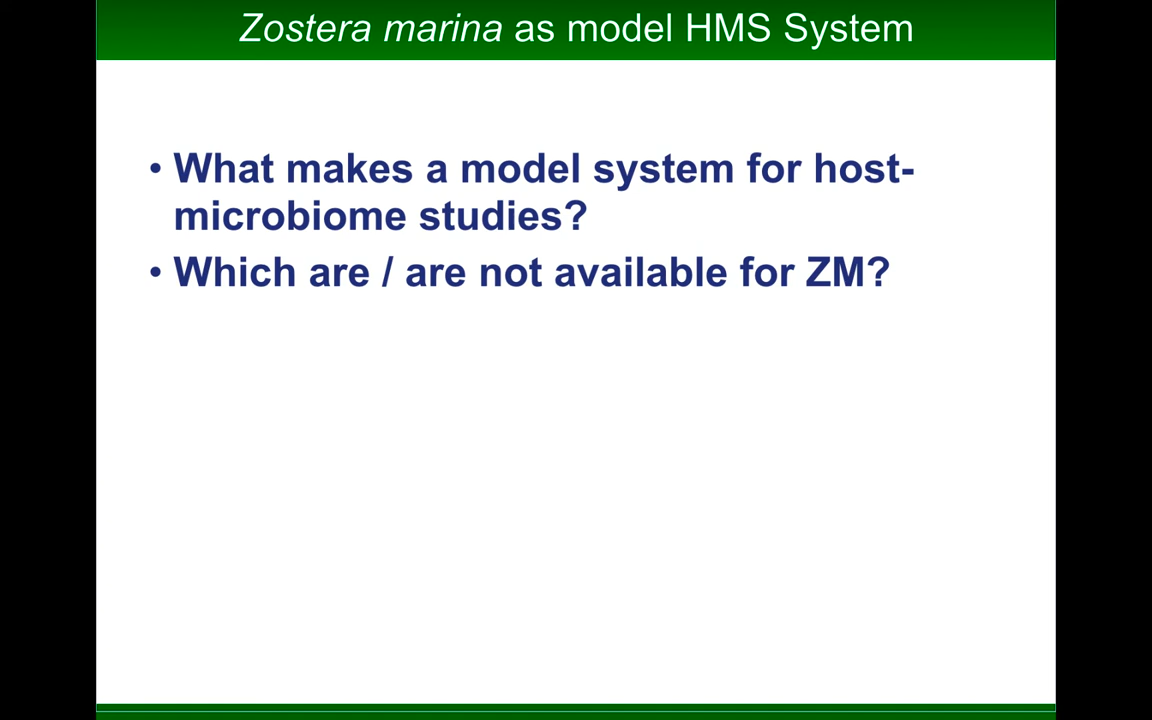 Zostera marina as model HMS System
• What makes a model system for host-
microbiome studies?
• Which are / are not available for ZM?